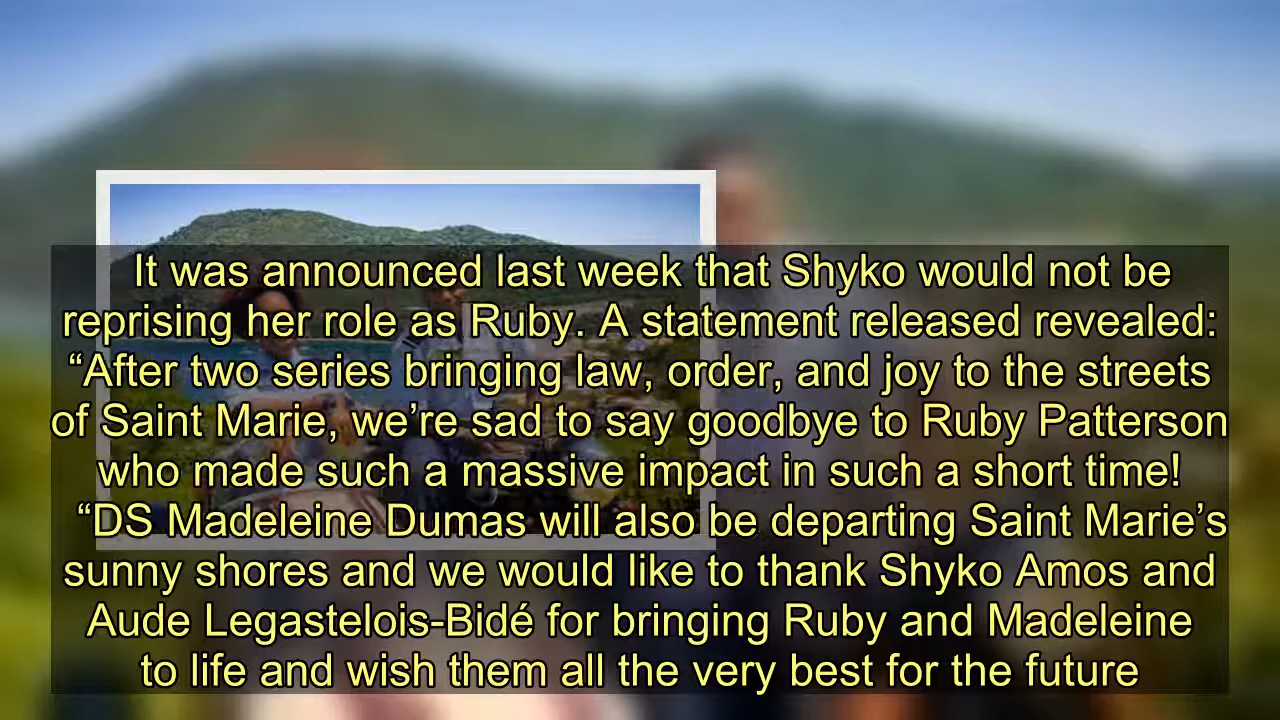 It was announced last week that Shyko would not be
reprising her role as Ruby. A statement released revealed:
“After two series bringing law, order, and joy to the streets
of Saint Marie, we’re sad to say goodbye to Ruby Patterson
who made such a massive impact in such a short time!
“DS Madeleine Dumas will also be departing Saint Marie’s
sunny shores and we would like to thank Shyko Amos and
Aude Legastelois-Bidé for bringing Ruby and Madeleine
to life and wish them all the very best for the future